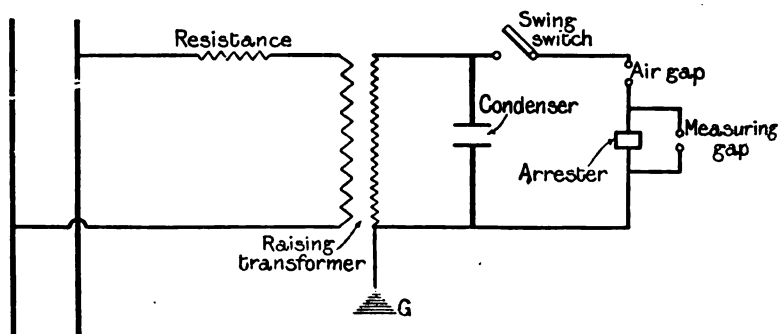 Swing
switch
Resistance
Air gap
Condenser
Measuring
gap
Arrester
Raising
transformer
G